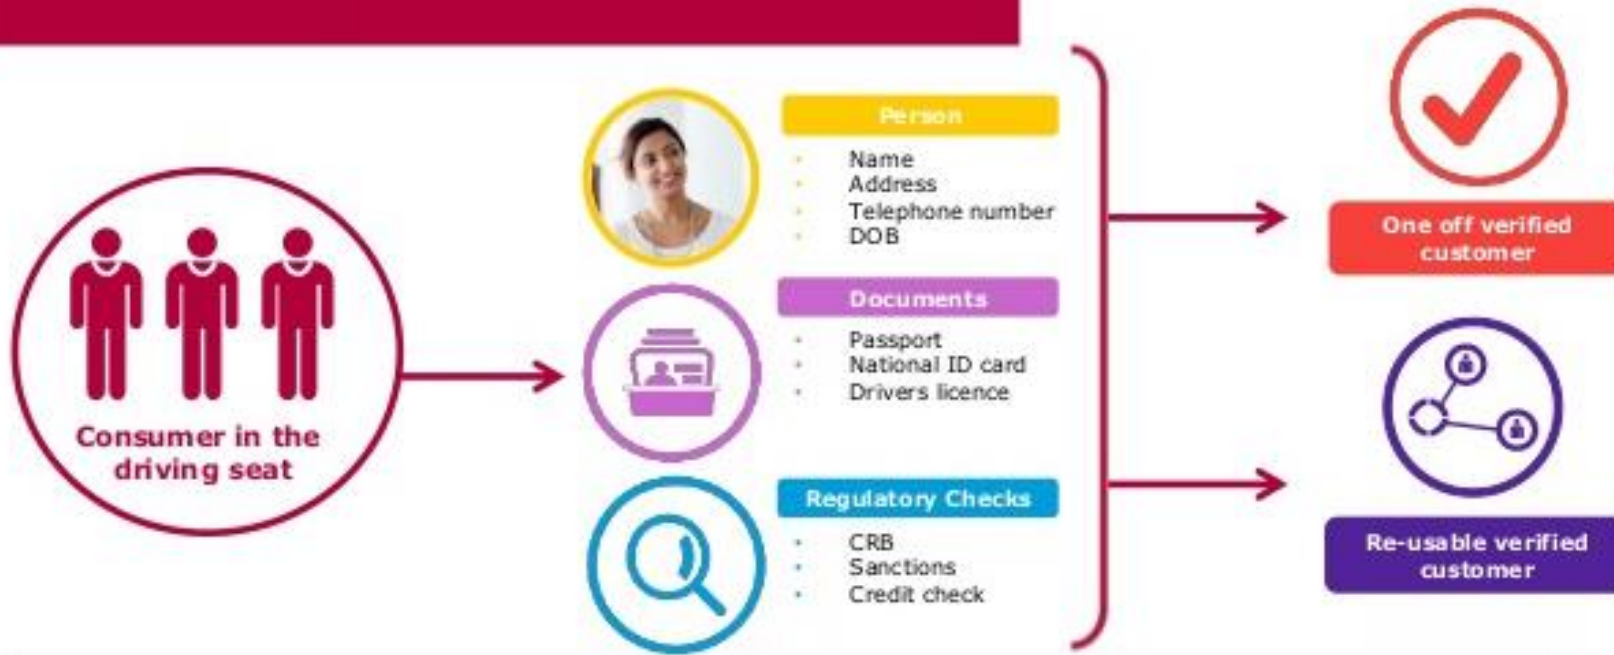 Consumer in the
driving seat
Person
Name
Address
Telephone number
DOB
Documents
Passport
National ID card
Drivers licence
Regulatory Checks
CRB
Sanctions
Credit check
One off verified
customer
Re-usable verified
customer